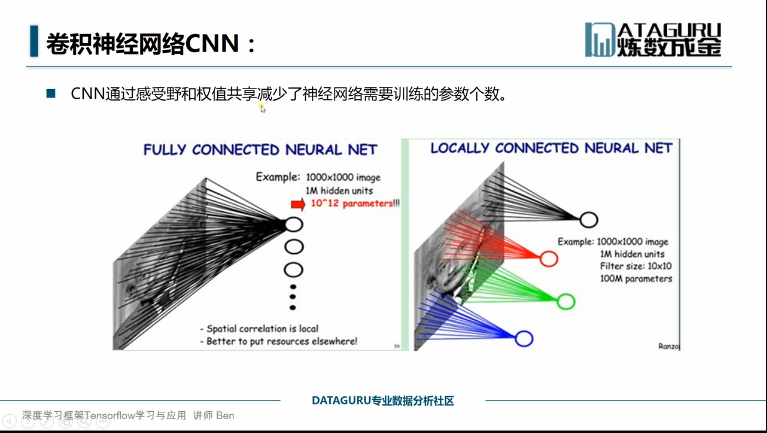 卷积神经网络CNN：
DATAGURU
炼数成金
■ CNN通过感受野和权值共享减少了神经网络需要训练的参数个数。
FULLY CONNECTED NEURAL NET
Example: 1000x1000 image
1M hidden units
10^12 parameters!!!
- Spatial correlation is local
- Better to put resources elsewhere!
LOCALLY CONNECTED NEURAL NET
Example: 1000x1000 image
1M hidden units
Filter size: 10x10
100M parameters
Ranzo
DATAGURU专业数据分析社区
深度学习框架Tensorflow学习与应用 讲师 Ben